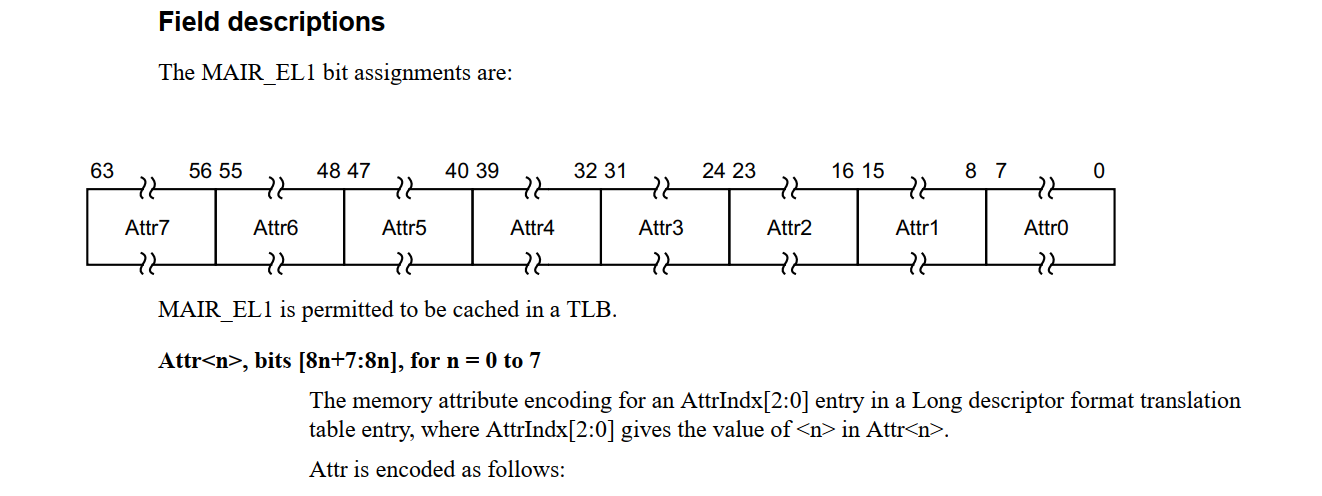 Field descriptions
The MAIR_EL1 bit assignments are:
63 56 55 48 47 40 39 32 31 24 23 16 15 8 7 0
Attr7 Attr6 Attr5 Attr4 Attr3 Attr2 Attr1 Attr0
MAIR_EL1 is permitted to be cached in a TLB.
Attr<n>, bits [8n+7:8n], for n = 0 to 7
The memory attribute encoding for an AttrIndx[2:0] entry in a Long descriptor format translation
table entry, where AttrIndx[2:0] gives the value of <n> in Attr<n>.
Attr is encoded as follows: